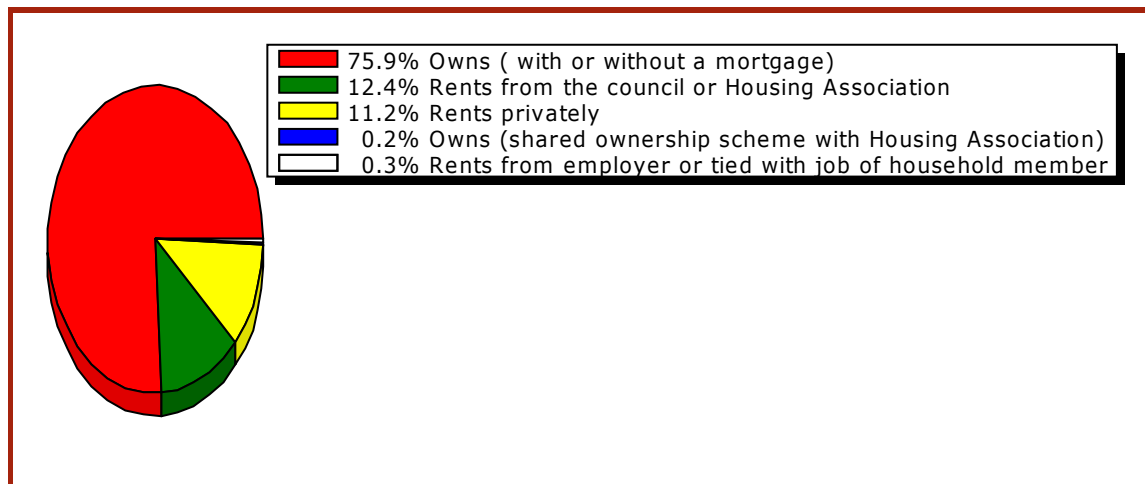 75.9% Owns ( with or without a mortgage)
12.4% Rents from the council or Housing Association
11.2% Rents privately
0.2% Owns (shared ownership scheme with Housing Association)
0.3% Rents from employer or tied with job of household member